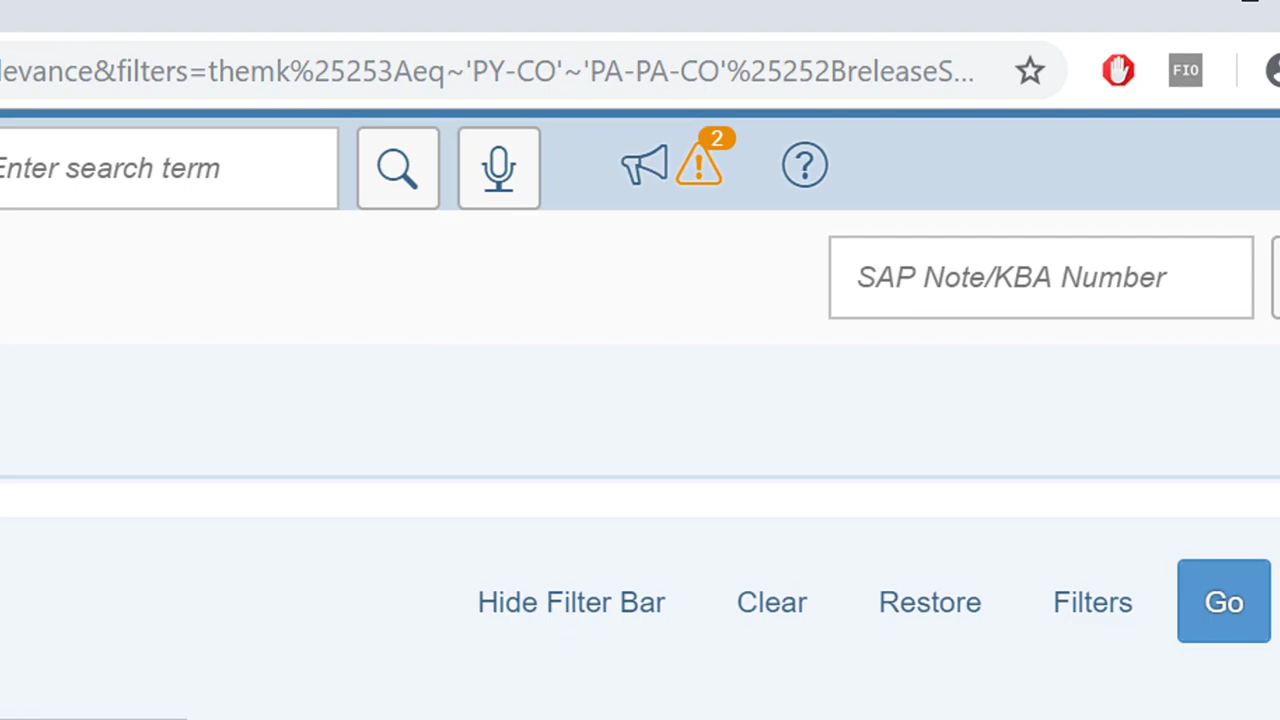 levance&filters=themk%25253Aeq~'PY-CO'~'PA-PA-CO'%25252BreleaseS...
FIO
Enter search term
2
SAP Note/KBA Number
Hide Filter Bar
Clear
Restore
Filters
Go